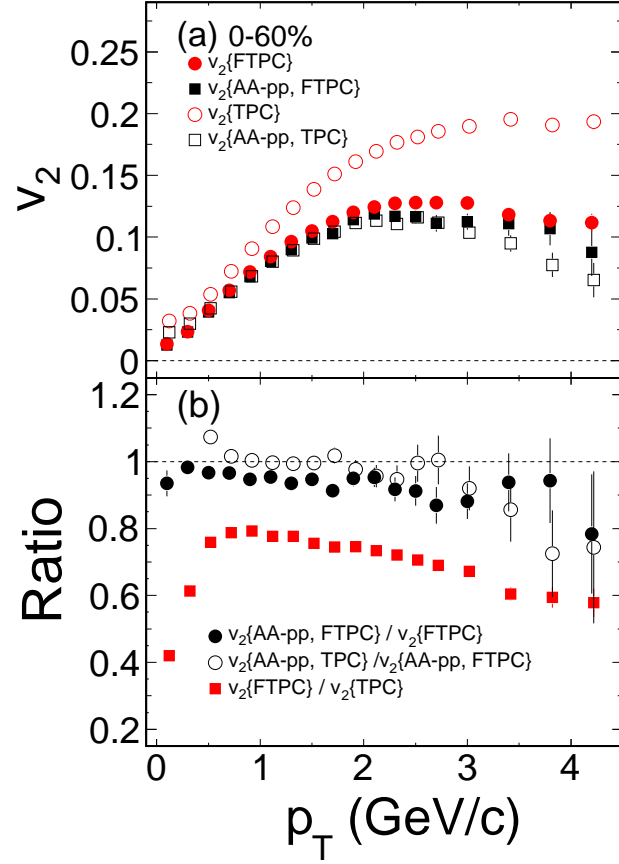 (a) 0-60%
v2{FTPC}
v2{AA-pp, FTPC}
v2{TPC}
v2{AA-pp, TPC}
v2
0.25
0.2
0.15
0.1
0.05
0
(b)
1.2
1
0.8
0.6
0.4
0.2
Ratio
v2{AA-pp, FTPC} / v2{FTPC}
v2{AA-pp, TPC} /v2{AA-pp, FTPC}
v2{FTPC} / v2{TPC}
0 1 2 3 4
pT (GeV/c)